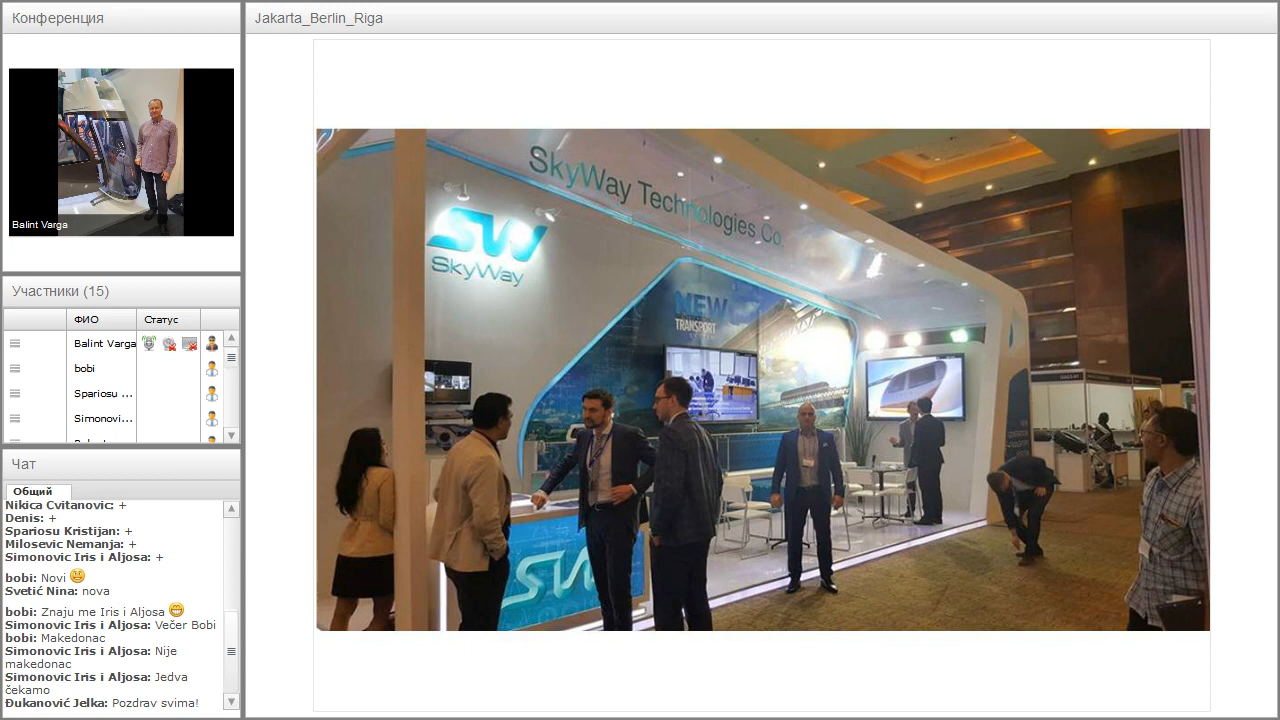 Конференция
Balint Varga
Участники (15)
ФИО Статус
Balint Varga
bobi
Spariosu ...
Simonovi...
Чат
Общий
Nikica Cvitanovic: +
Denis: +
Spariosu Kristijan: +
Milosevic Nemanja: +
Simonovic Iris i Aljosa: +
bobi: Novi
Svetić Nina: nova
bobi: Znaju me Iris i Aljosa
Simonovic Iris i Aljosa: Večer Bobi
bobi: Makedonac
Simonovic Iris i Aljosa: Nije
makedonac
Simonovic Iris i Aljosa: Jedva
čekamo
Đukanović Jelka: Pozdrav svima!
Jakarta_Berlin_Riga
SkyWay Technologies Co.
SW
SkyWay
NEW
TRANSPORT
SW